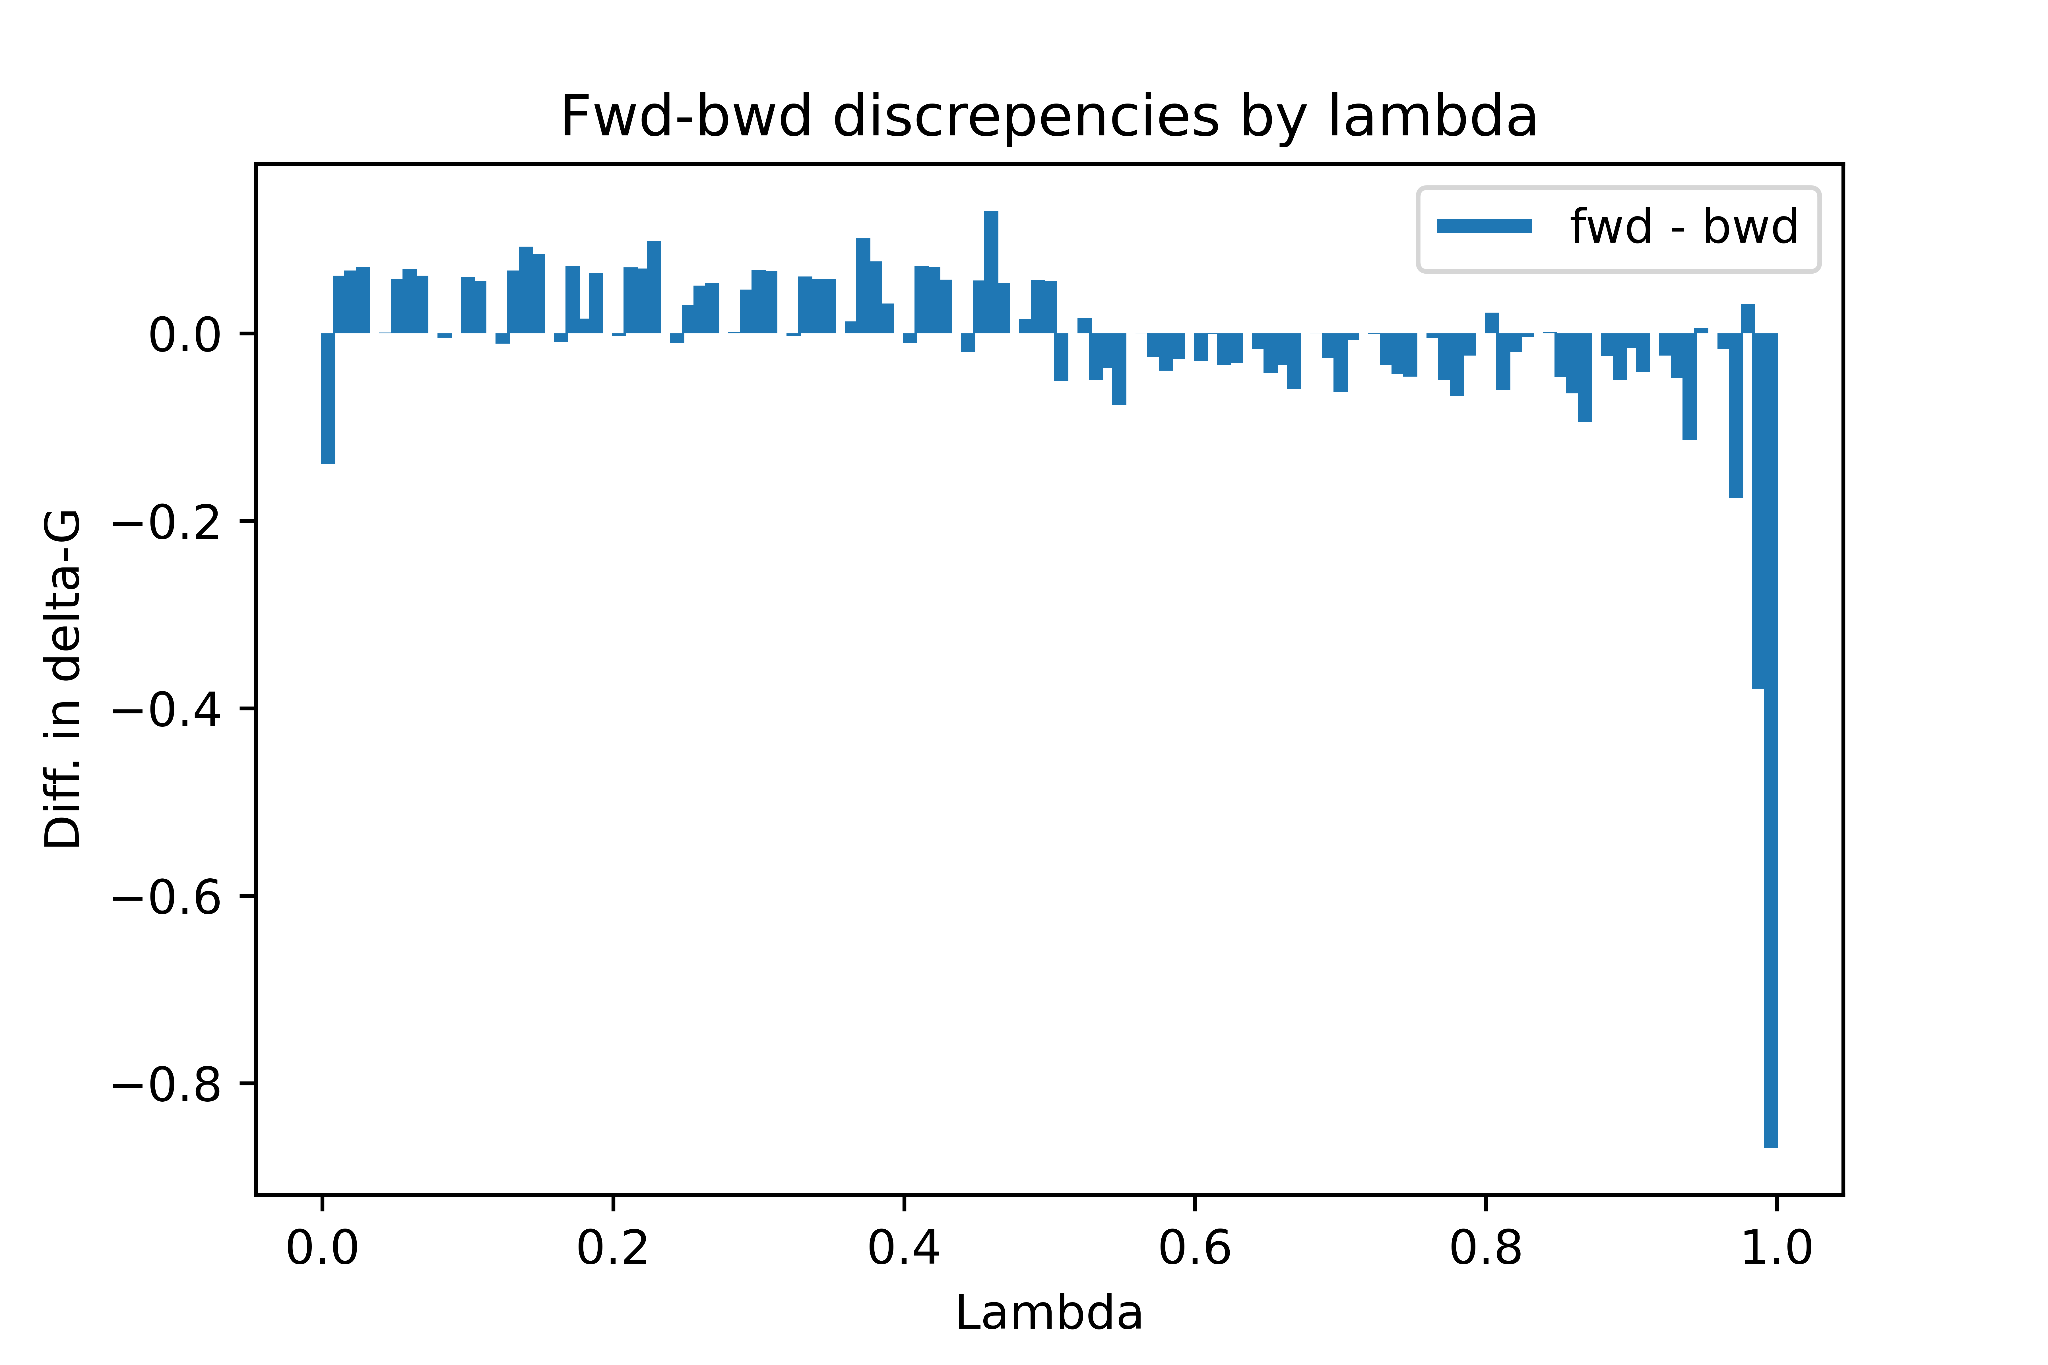 Fwd-bwd discrepencies by lambda
fwd - bwd
Diff. in delta-G
0.0
−0.2
−0.4
−0.6
−0.8
0.0 0.2 0.4 0.6 0.8 1.0
Lambda